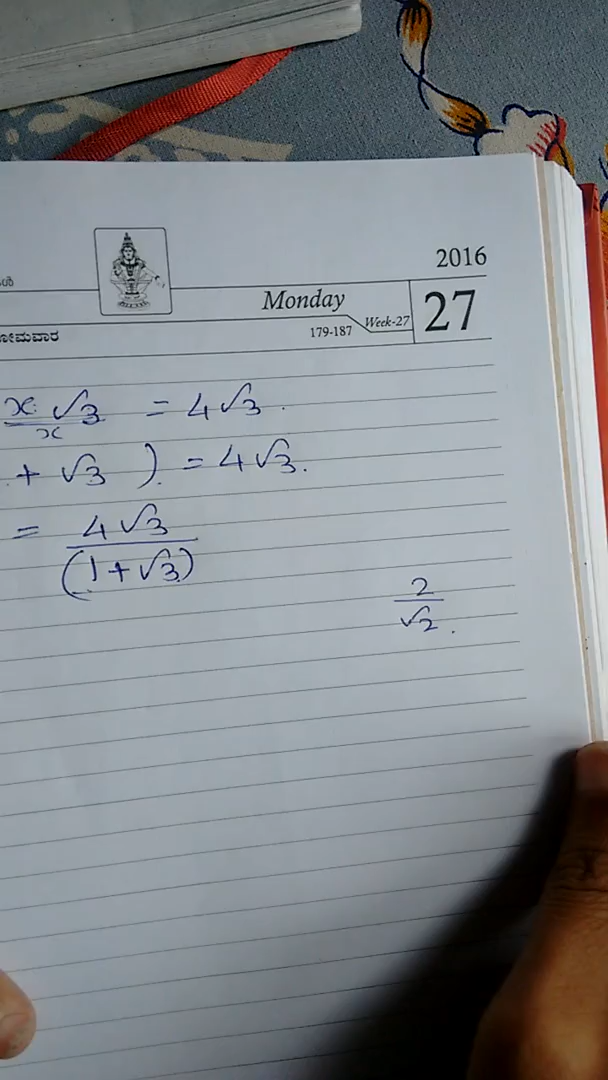 2016
Monday
27
ೋಮವಾರ
179-187
Week-27
x √3 / x = 4√3.
+ √3 ) = 4√3.
= 4√3 / (1+√3)
2 / √2.